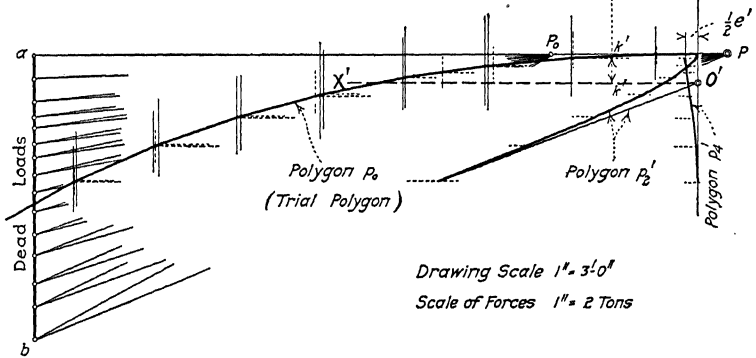 ½e'
a
P₀
k'
P
X'
k'
O'
Polygon p₀
(Trial Polygon)
Polygon p₂'
Polygon p₄'
Dead Loads
Drawing Scale 1" = 3'-0"
Scale of Forces 1" = 2 Tons
b